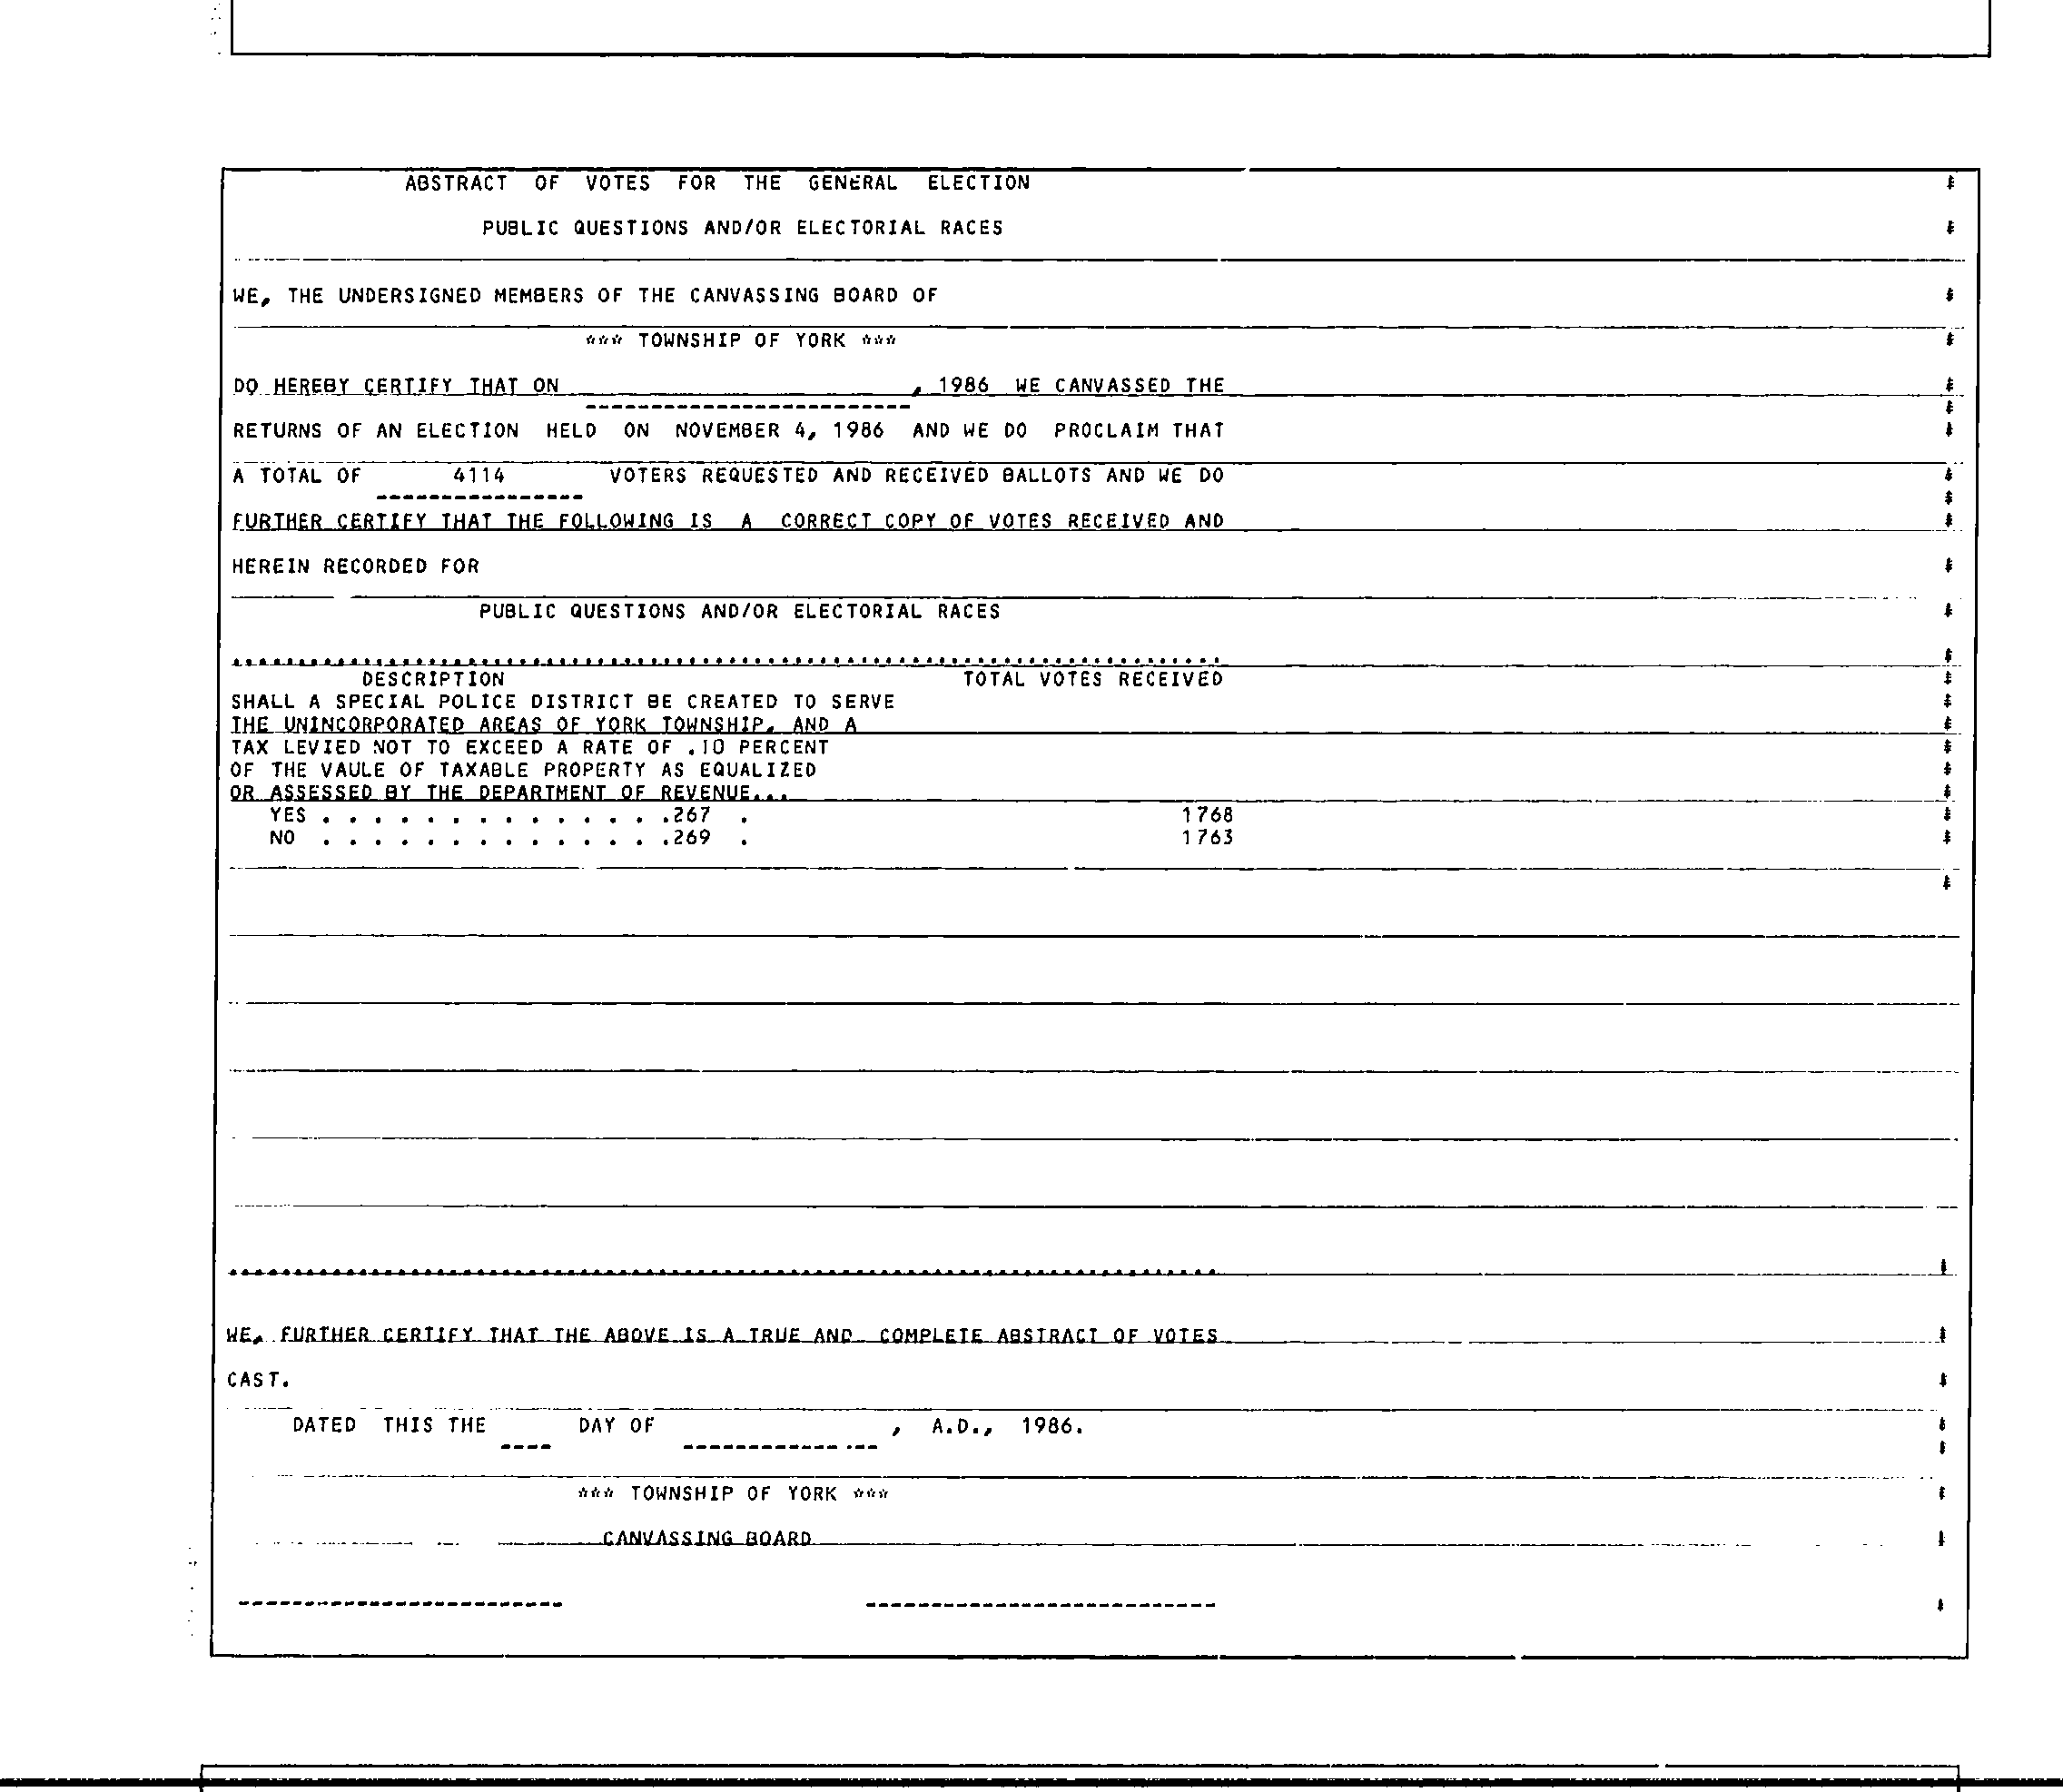 ABSTRACT OF VOTES FOR THE GENERAL ELECTION
PUBLIC QUESTIONS AND/OR ELECTORIAL RACES
WE, THE UNDERSIGNED MEMBERS OF THE CANVASSING BOARD OF
*** TOWNSHIP OF YORK ***
DO HEREBY CERTIFY THAT ON ________________________, 1986 WE CANVASSED THE
RETURNS OF AN ELECTION HELD ON NOVEMBER 4, 1986 AND WE DO PROCLAIM THAT
A TOTAL OF 4114 VOTERS REQUESTED AND RECEIVED BALLOTS AND WE DO
FURTHER CERTIFY THAT THE FOLLOWING IS A CORRECT COPY OF VOTES RECEIVED AND
HEREIN RECORDED FOR
PUBLIC QUESTIONS AND/OR ELECTORIAL RACES
DESCRIPTION TOTAL VOTES RECEIVED
SHALL A SPECIAL POLICE DISTRICT BE CREATED TO SERVE
THE UNINCORPORATED AREAS OF YORK TOWNSHIP, AND A
TAX LEVIED NOT TO EXCEED A RATE OF .10 PERCENT
OF THE VAULE OF TAXABLE PROPERTY AS EQUALIZED
OR ASSESSED BY THE DEPARTMENT OF REVENUE...
YES . . . . . . . . . . . . . .267 . 1768
NO . . . . . . . . . . . . . .269 . 1763
WE, FURTHER CERTIFY THAT THE ABOVE IS A TRUE AND COMPLETE ABSTRACT OF VOTES
CAST.
DATED THIS THE ____ DAY OF _______________, A.D., 1986.
*** TOWNSHIP OF YORK ***
CANVASSING BOARD